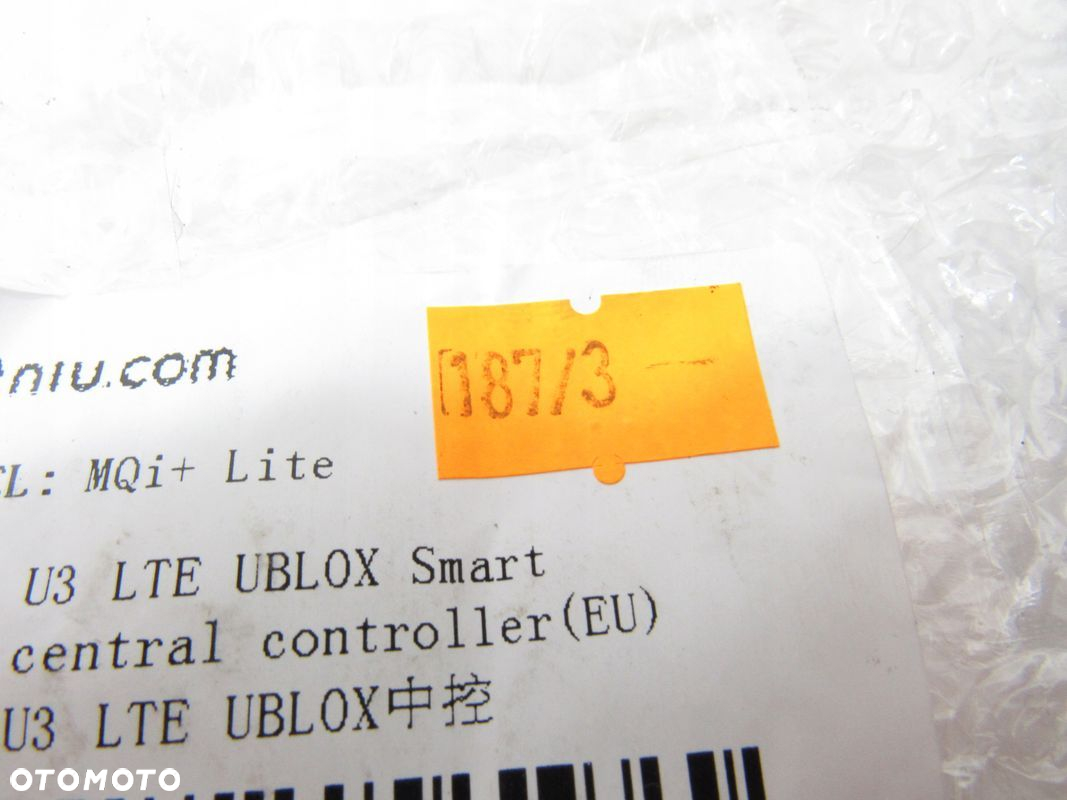 187/3
niu.com
EL: MQi+ Lite
U3 LTE UBLOX Smart
central controller(EU)
U3 LTE UBLOX中控
OTOMOTO